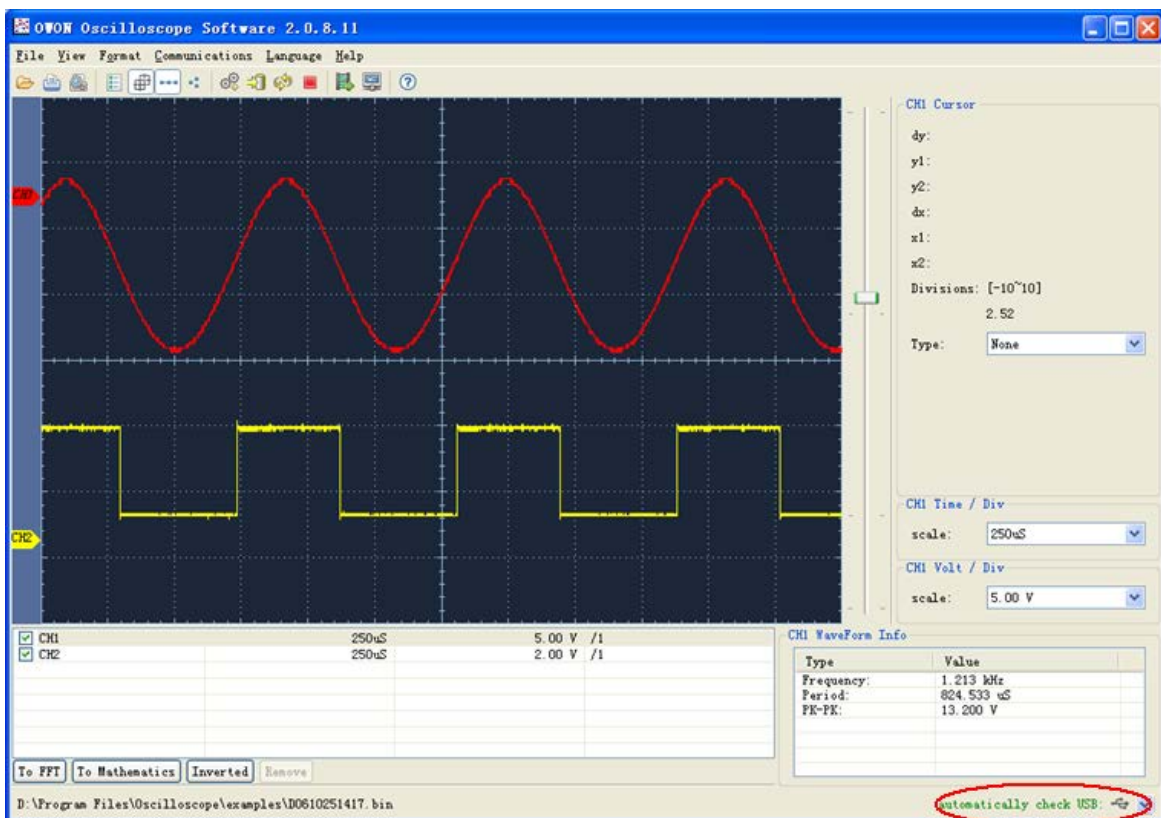 OWON Oscilloscope Software 2.0.8.11
File View Format Communications Language Help
CH1 Cursor
dy:
y1:
y2:
dx:
x1:
x2:
Divisions: [-10~10]
2.52
Type: None
CH1
CH2
CH1 Time / Div
scale: 250uS
CH1 Volt / Div
scale: 5.00 V
CH1 250uS 5.00 V /1
CH2 250uS 2.00 V /1
CH1 WaveForm Info
Type Value
Frequency: 1.213 kHz
Period: 824.533 uS
PK-PK: 13.200 V
To FFT To Mathematics Inverted Remove
D:\Program Files\Oscilloscope\examples\D0610251417.bin
automatically check USB: